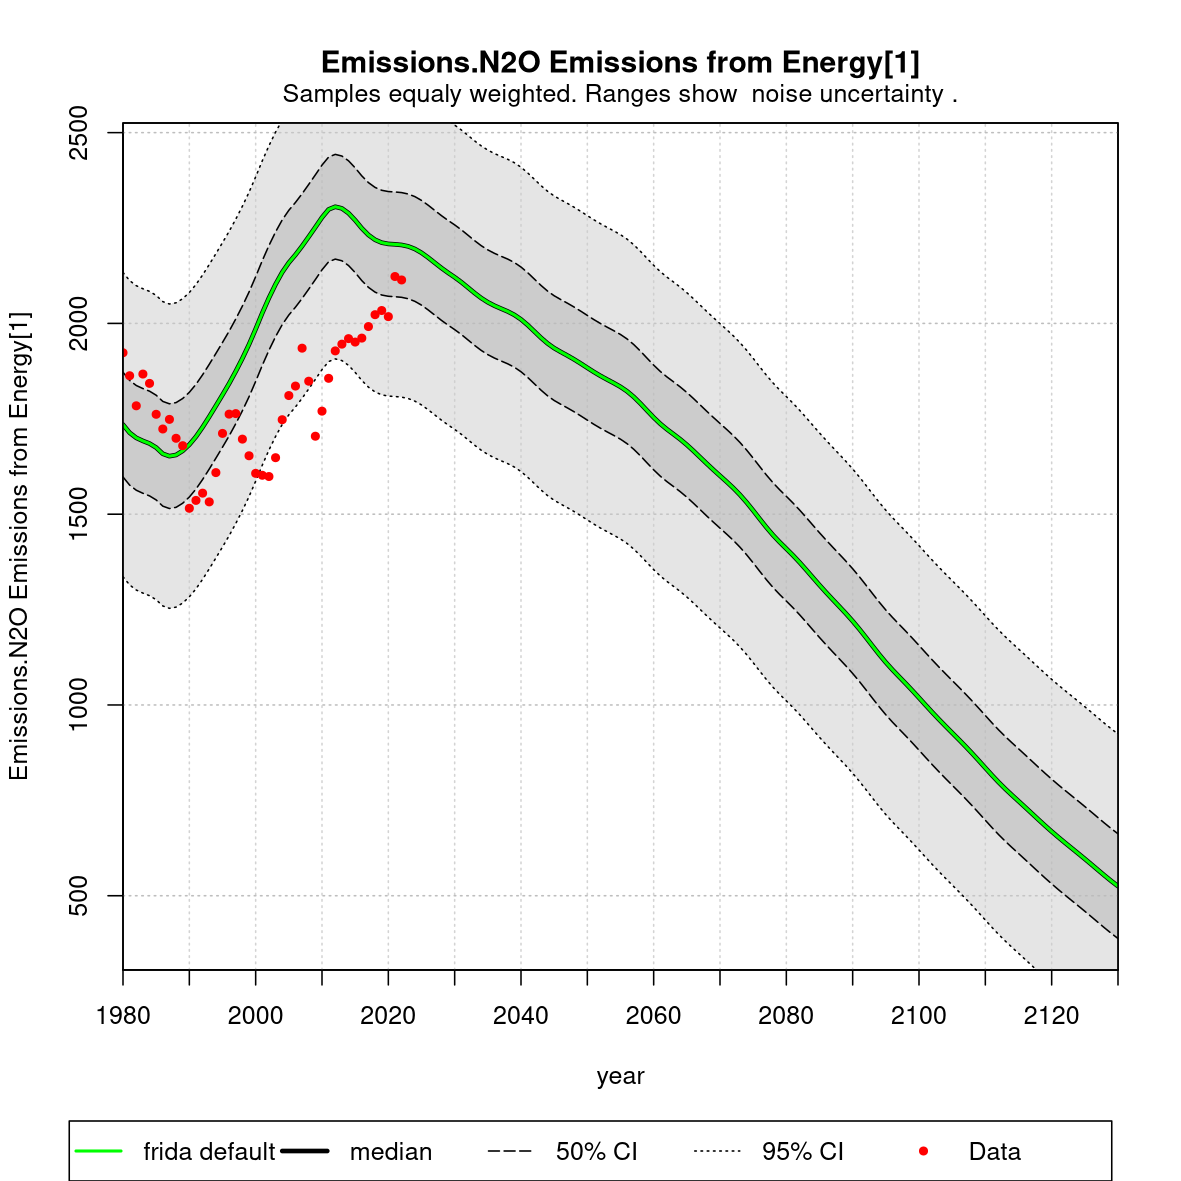 Emissions.N2O Emissions from Energy[1]
Samples equaly weighted. Ranges show  noise uncertainty .
Emissions.N2O Emissions from Energy[1]
2500
2000
1500
1000
500
1980 2000 2020 2040 2060 2080 2100 2120
year
frida default median 50% CI 95% CI Data